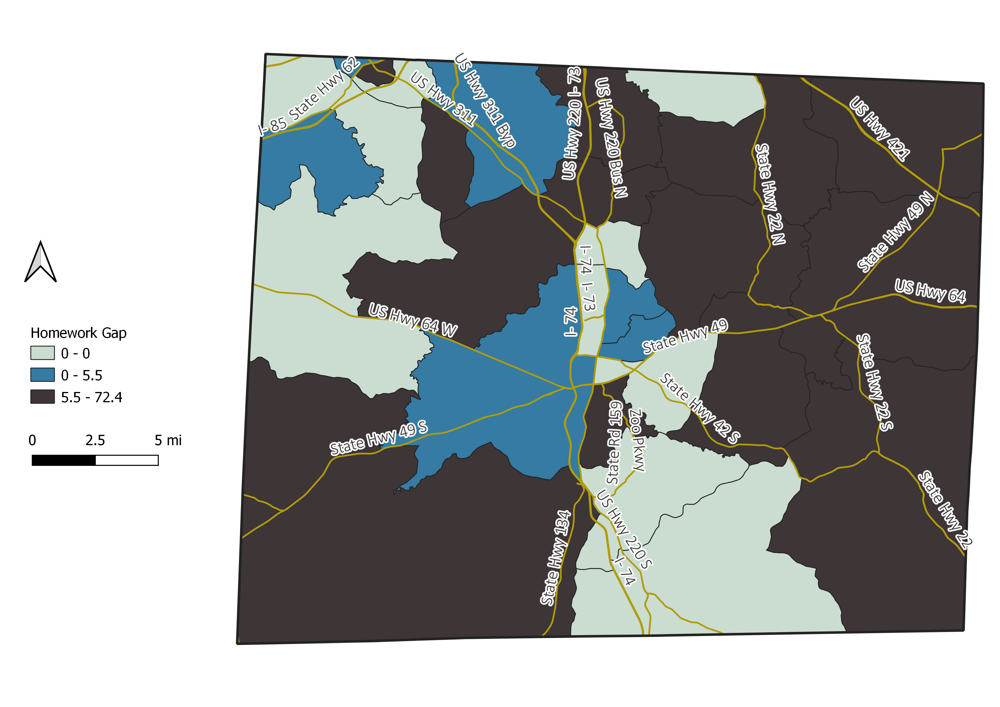 State Hwy 62
I- 85
US Hwy 311
US Hwy 311 Byp
US Hwy 220
I- 73
US Hwy 220 Bus N
State Hwy 22 N
US Hwy 421
State Hwy 49 N
US Hwy 64
I- 74
I- 73
I- 74
US Hwy 64 W
State Hwy 49
State Hwy 42 S
State Hwy 22 S
State Hwy 49 S
State Rd 159
Zoo Pkwy
State Hwy 22
State Hwy 134
US Hwy 220 S
I- 74
Homework Gap
0 - 0
0 - 5.5
5.5 - 72.4
0 2.5 5 mi